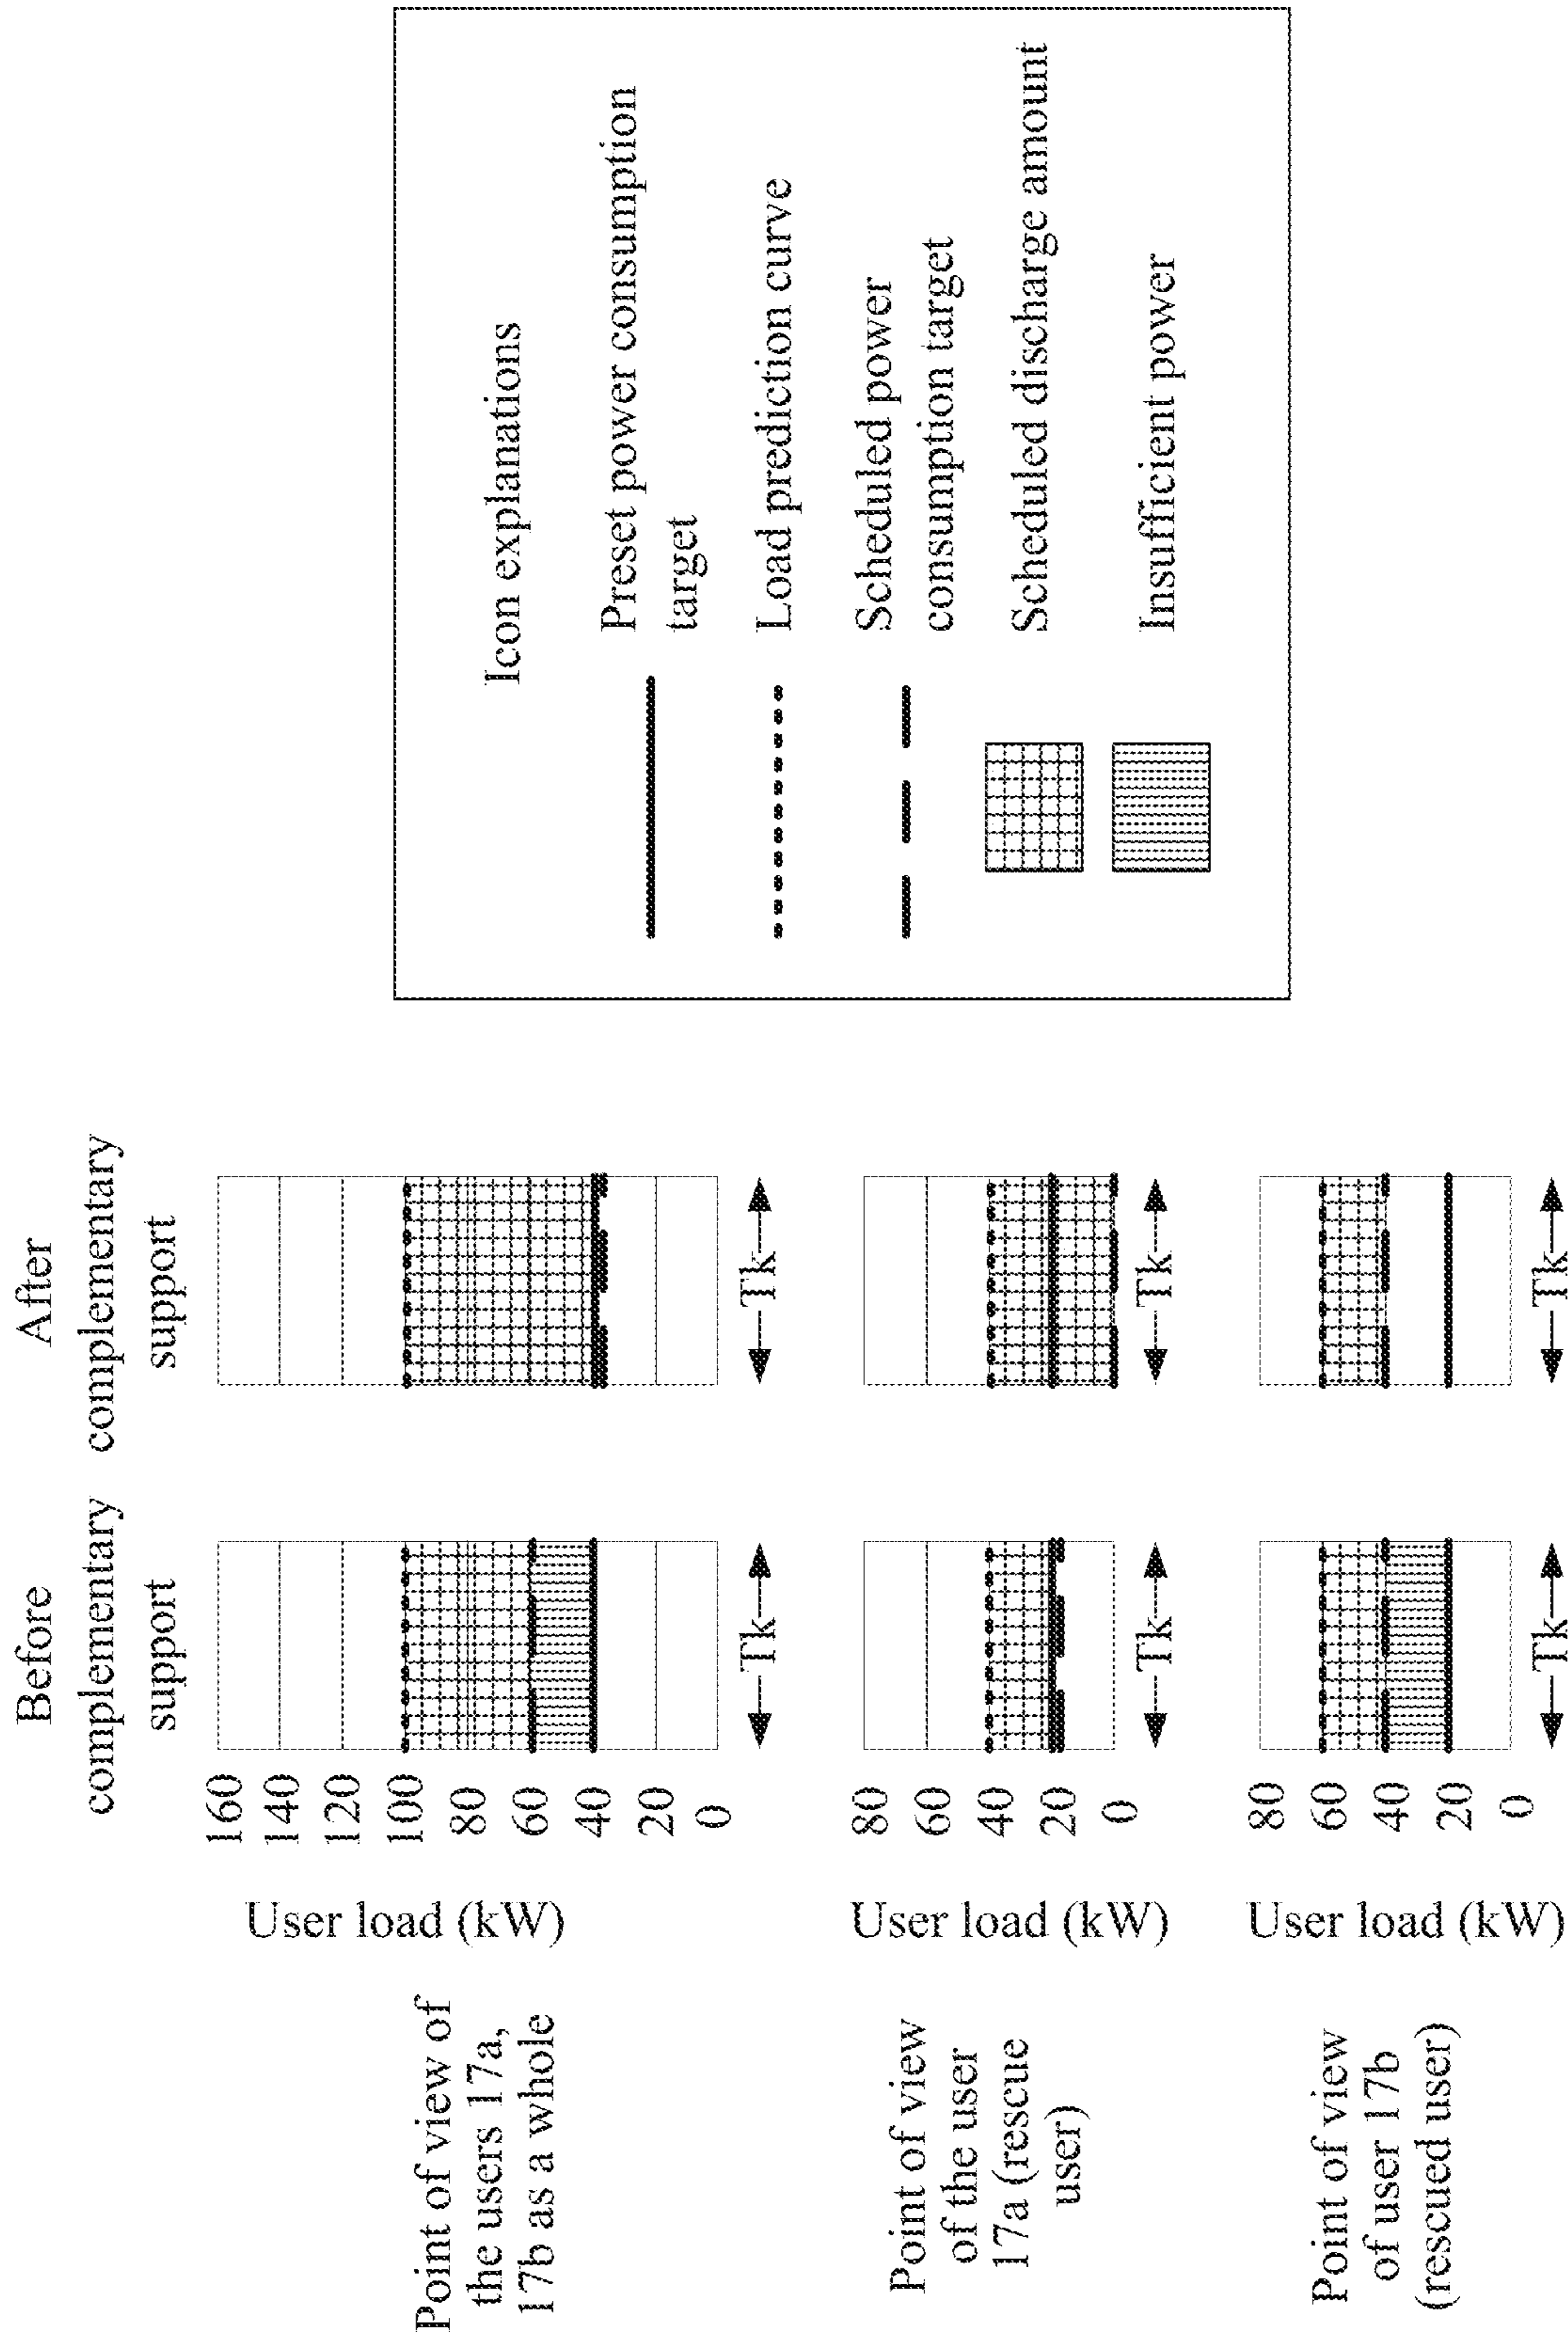 Before
complementary
support
After
complementary
support
Point of view of
the users 17a,
17b as a whole
User load (kW)
160
140
120
100
80
60
40
20
0
Tk
Tk
Point of view
of the user
17a (rescue
user)
User load (kW)
80
60
40
20
0
Tk
Tk
Point of view
of user 17b
(rescued user)
User load (kW)
80
60
40
20
0
Tk
Tk
Icon explanations
Preset power consumption
target
Load prediction curve
Scheduled power
consumption target
Scheduled discharge amount
Insufficient power